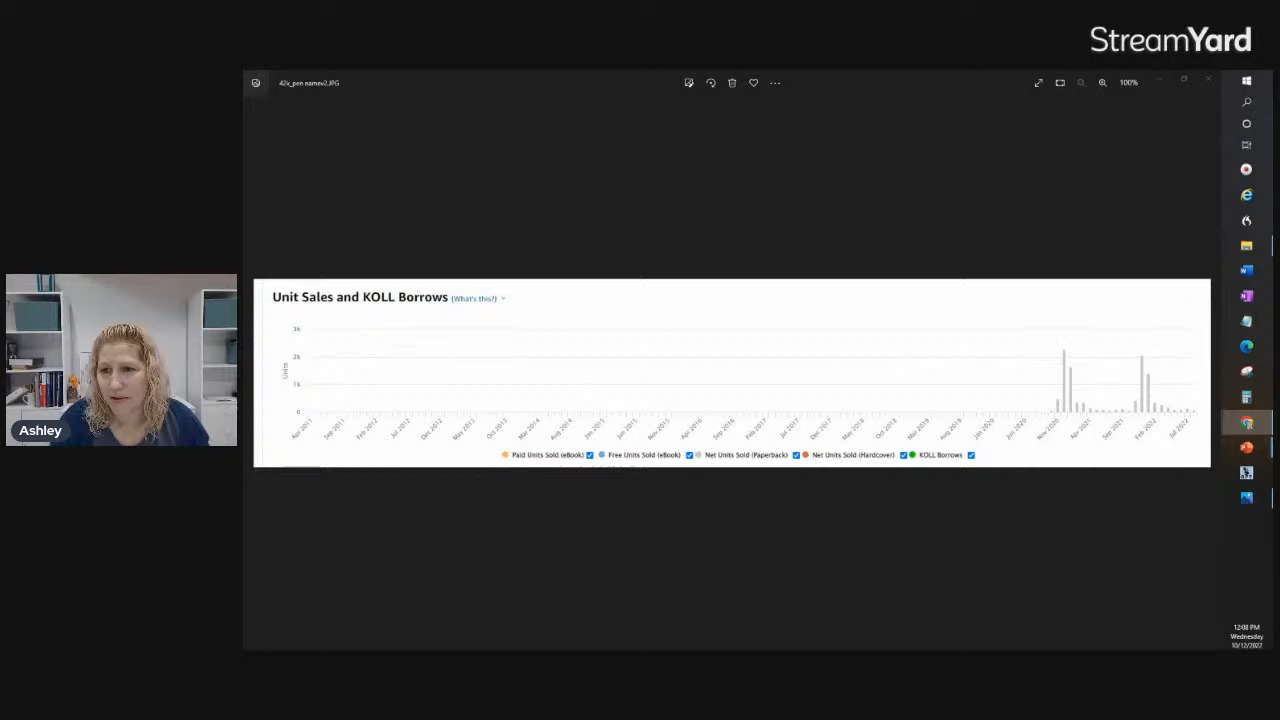 StreamYard
42k_pen namev2.JPG
100%
Unit Sales and KOLL Borrows (What's this?)
3k
2k
1k
0
Units
Apr 2011
Sep 2011
Feb 2012
Jul 2012
Dec 2012
May 2013
Oct 2013
Mar 2014
Aug 2014
Jan 2015
Jun 2015
Nov 2015
Apr 2016
Sep 2016
Feb 2017
Jul 2017
Dec 2017
May 2018
Oct 2018
Mar 2019
Aug 2019
Jan 2020
Jun 2020
Nov 2020
Apr 2021
Sep 2021
Feb 2022
Jul 2022
Paid Units Sold (eBook) Free Units Sold (eBook) Net Units Sold (Paperback) Net Units Sold (Hardcover) KOLL Borrows
Ashley
12:08 PM
Wednesday
10/12/2022